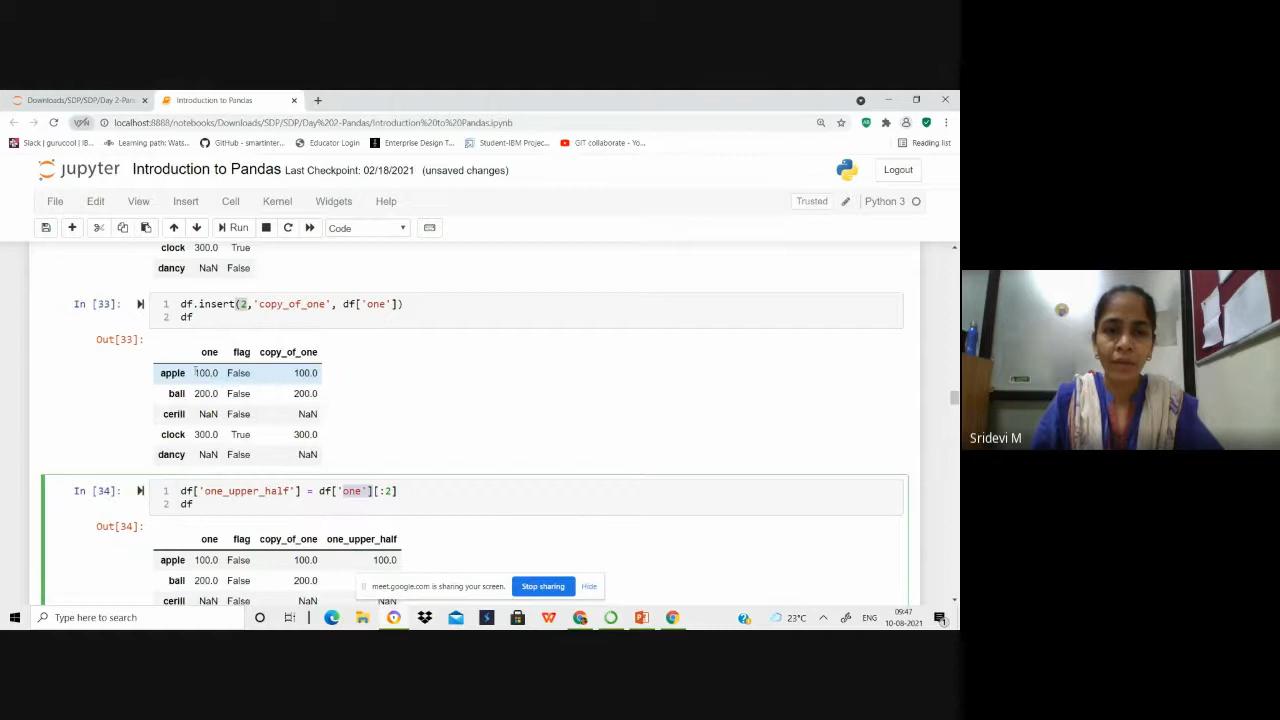 Downloads/SDP/SDP/Day 2-Pan
Introduction to Pandas
localhost:8888/notebooks/Downloads/SDP/SDP/Day%202-Pandas/Introduction%20to%20Pandas.ipynb
Slack | gurucool | IB...
Learning path: Wats...
GitHub - smartinter...
Educator Login
Enterprise Design T...
Student-IBM Projec...
GIT collaborate - Yo...
Reading list
jupyter Introduction to Pandas Last Checkpoint: 02/18/2021 (unsaved changes)
Logout
File Edit View Insert Cell Kernel Widgets Help
Trusted
Python 3
Run
Code
clock 300.0 True
dancy NaN False
In [33]: 1 df.insert(2,'copy_of_one', df['one'])
2 df
Out[33]:
one flag copy_of_one
apple 100.0 False 100.0
ball 200.0 False 200.0
cerill NaN False NaN
clock 300.0 True 300.0
dancy NaN False NaN
In [34]: 1 df['one_upper_half'] = df['one'][:2]
2 df
Out[34]:
one flag copy_of_one one_upper_half
apple 100.0 False 100.0 100.0
ball 200.0 False 200.0
cerill NaN False NaN NaN
meet.google.com is sharing your screen. Stop sharing Hide
Type here to search
23°C
ENG
09:47
10-08-2021
Sridevi M